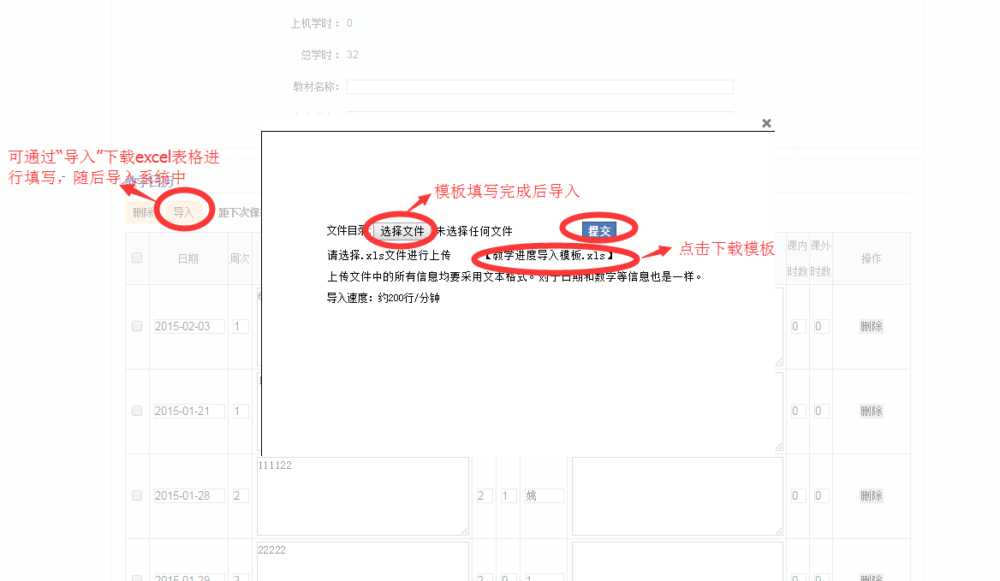 上机学时： 0
总学时： 32
教材名称：
可通过“导入”下载excel表格进
行填写，随后导入系统中
教学日历
删除 导入 距下次保
模板填写完成后导入
文件目录: 选择文件 未选择任何文件 提交
请选择.xls文件进行上传 【教学进度导入模板.xls】
点击下载模板
上传文件中的所有信息均要采用文本格式。对于日期和数字等信息也是一样。
导入速度：约200行/分钟
日期 周次 课内时数 课外时数 操作
2015-02-03 1 0 0 删除
2015-01-21 1 0 0 删除
2015-01-28 2 111122 2 1 姚 0 0 删除
2015-01-29 3 22222 2 0 1 0 0 删除